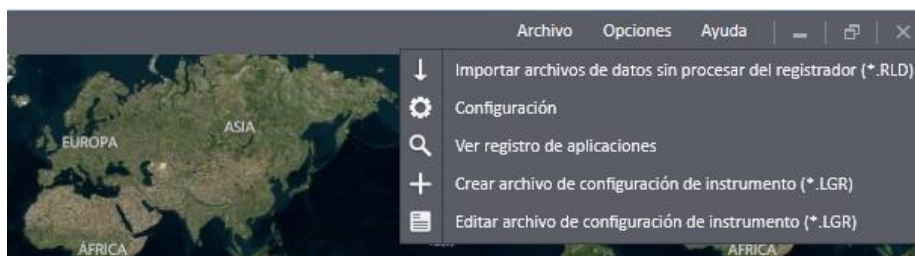 Archivo Opciones Ayuda
Importar archivos de datos sin procesar del registrador (*.RLD)
Configuración
Ver registro de aplicaciones
Crear archivo de configuración de instrumento (*.LGR)
Editar archivo de configuración de instrumento (*.LGR)
EUROPA
ASIA
ÁFRICA
ÁFRICA